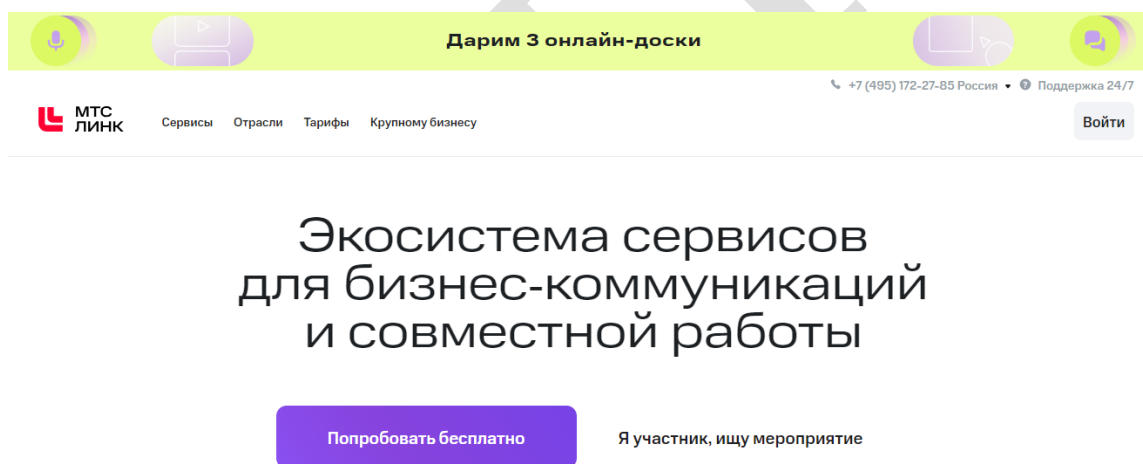 Дарим 3 онлайн-доски
+7 (495) 172-27-85 Россия Поддержка 24/7
МТС
ЛИНК
Сервисы Отрасли Тарифы Крупному бизнесу
Войти
Экосистема сервисов
для бизнес-коммуникаций
и совместной работы
Попробовать бесплатно Я участник, ищу мероприятие